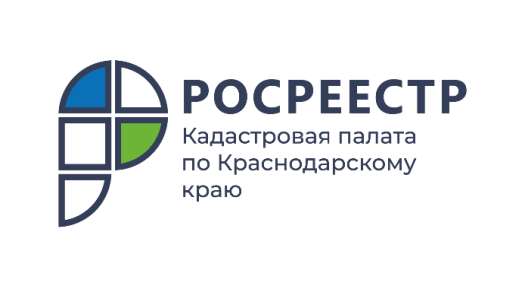 РОСРЕЕСТР
Кадастровая палата
по Краснодарскому
краю